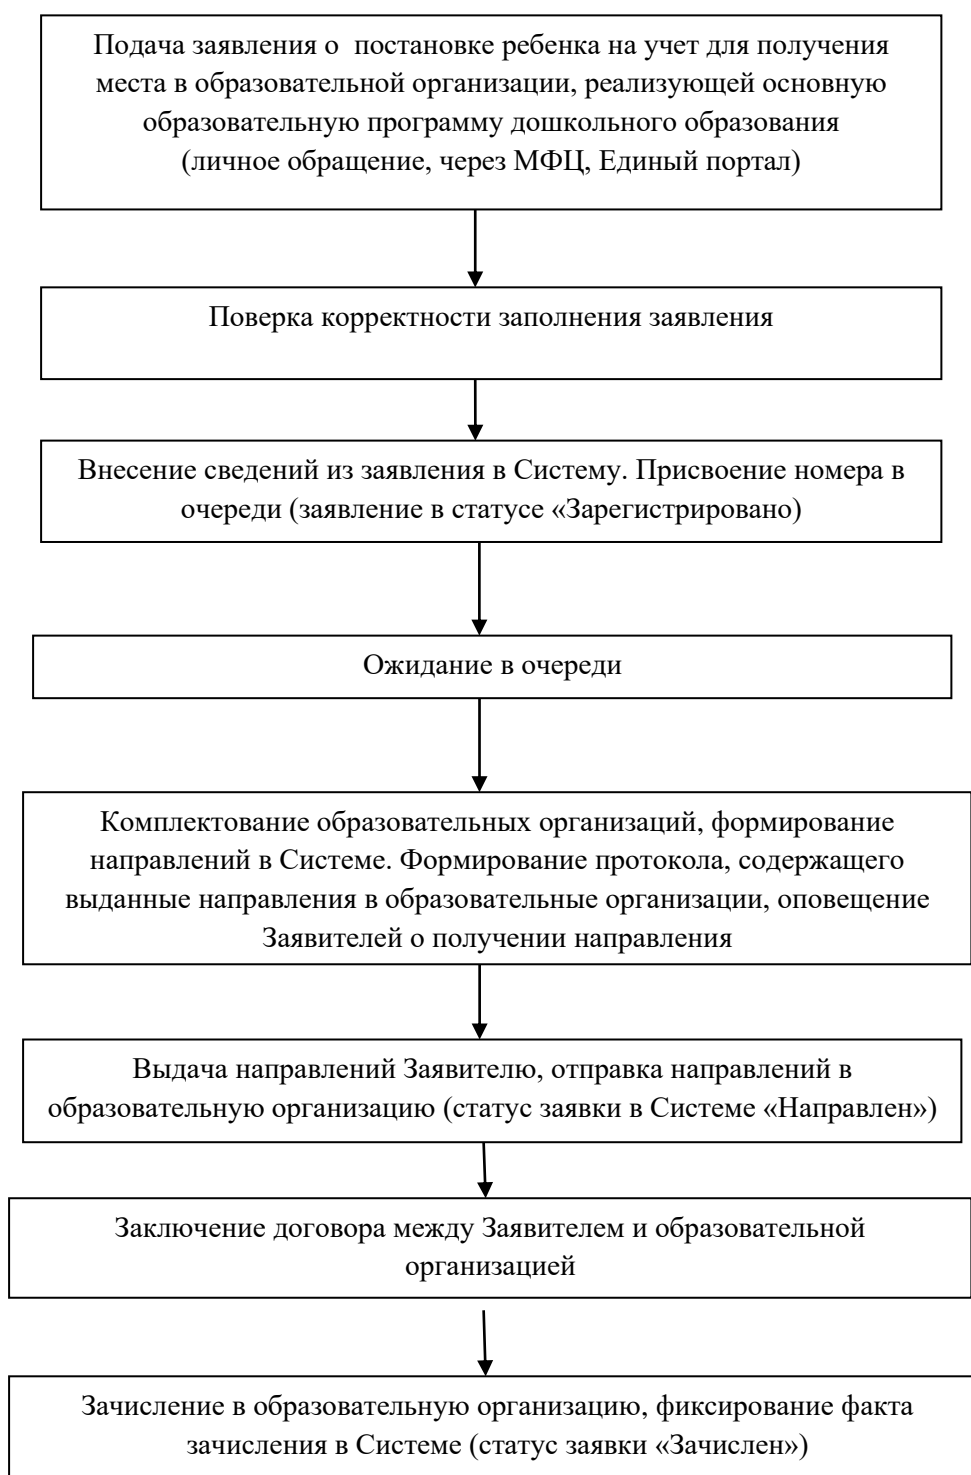 Подача заявления о  постановке ребенка на учет для получения
места в образовательной организации, реализующей основную
образовательную программу дошкольного образования
(личное обращение, через МФЦ, Единый портал)
Поверка корректности заполнения заявления
Внесение сведений из заявления в Систему. Присвоение номера в
очереди (заявление в статусе «Зарегистрировано)
Ожидание в очереди
Комплектование образовательных организаций, формирование
направлений в Системе. Формирование протокола, содержащего
выданные направления в образовательные организации, оповещение
Заявителей о получении направления
Выдача направлений Заявителю, отправка направлений в
образовательную организацию (статус заявки в Системе «Направлен»)
Заключение договора между Заявителем и образовательной
организацией
Зачисление в образовательную организацию, фиксирование факта
зачисления в Системе (статус заявки «Зачислен»)